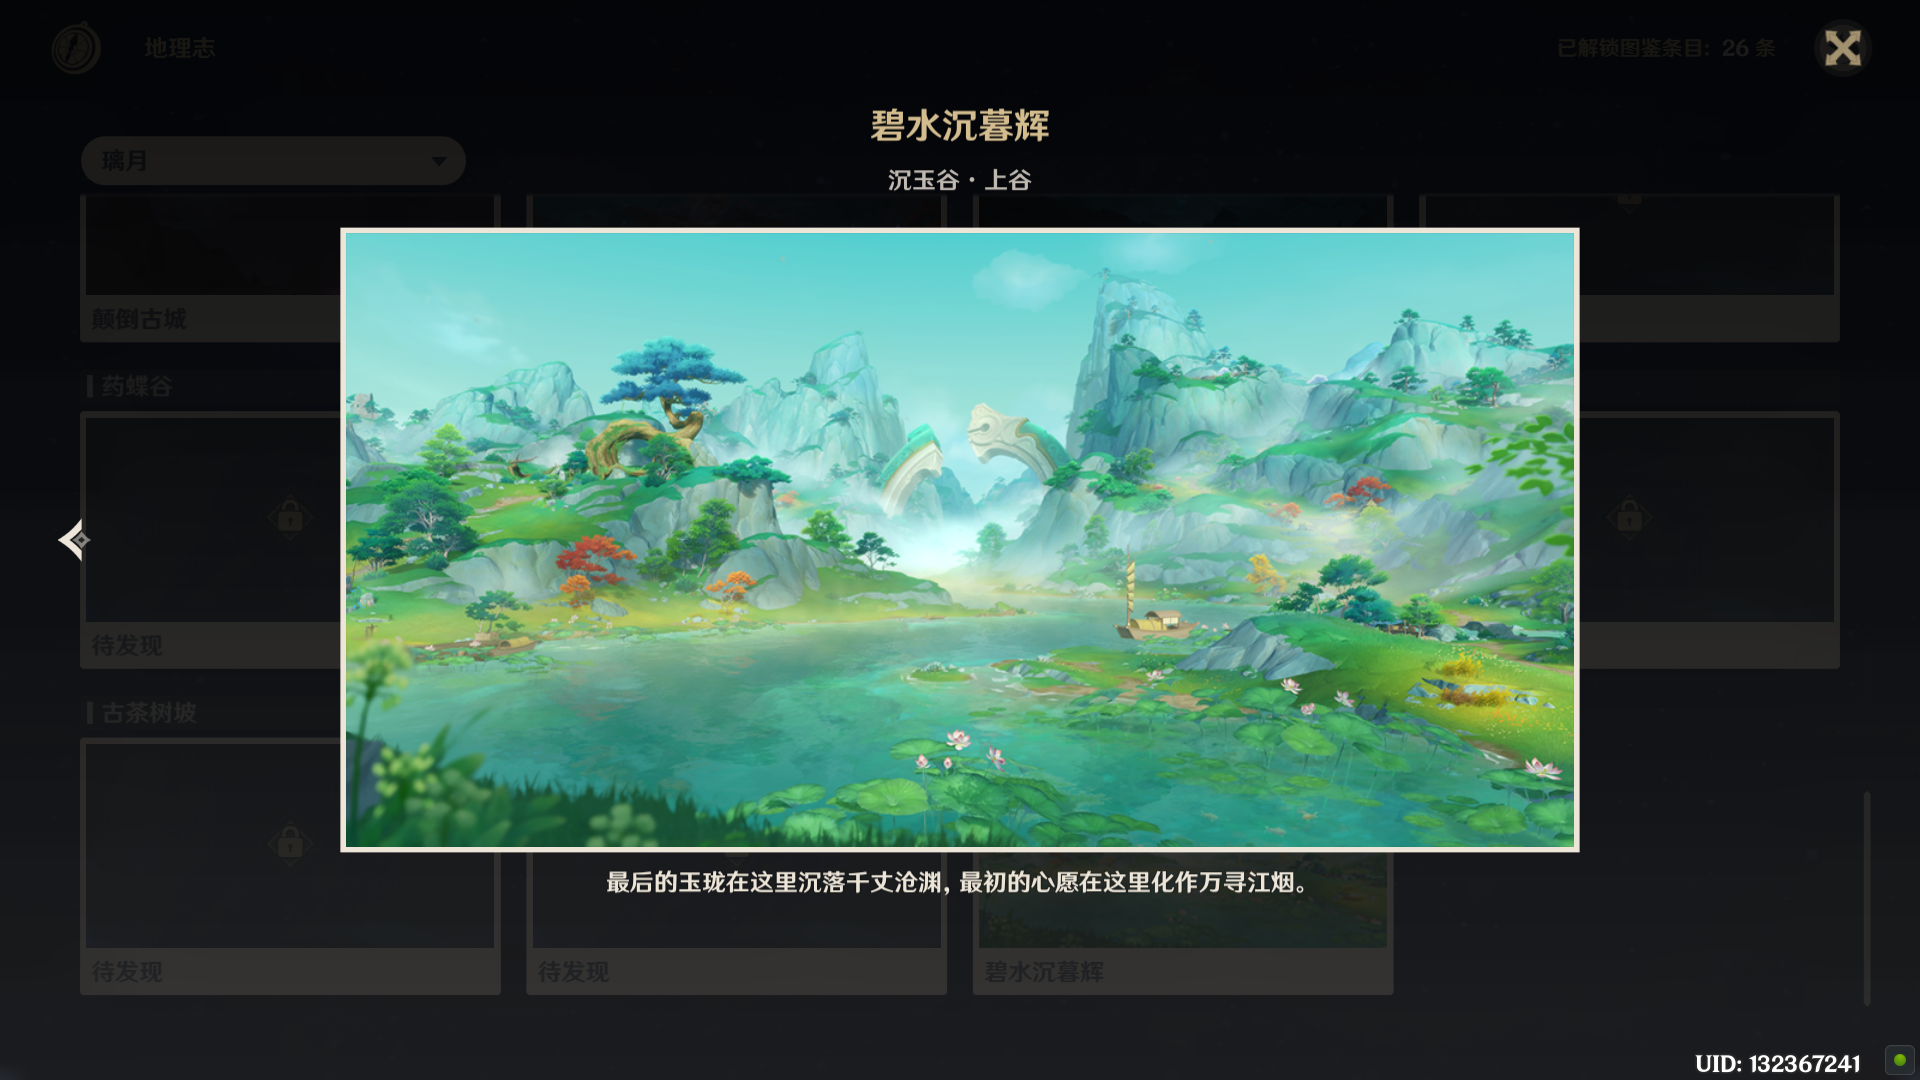 地理志
已解锁图鉴条目: 26 条
碧水沉暮辉
璃月
沉玉谷·上谷
颠倒古城
药蝶谷
待发现
古茶树坡
最后的玉珑在这里沉落千丈沧渊, 最初的心愿在这里化作万寻江烟。
待发现
待发现
碧水沉暮辉
UID: 132367241